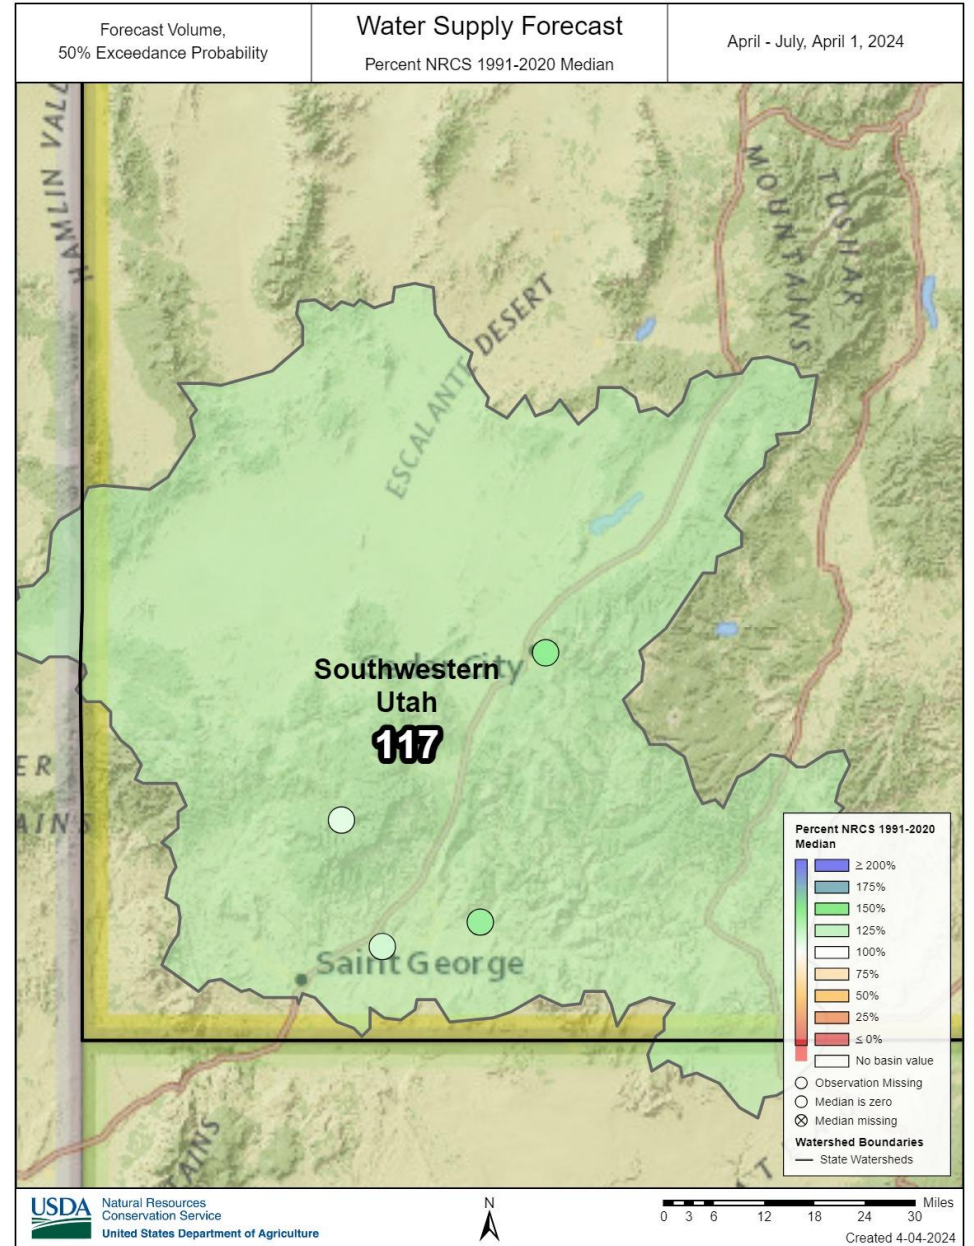 Forecast Volume,
50% Exceedance Probability
Water Supply Forecast
Percent NRCS 1991-2020 Median
April - July, April 1, 2024
HAMLIN VALL
MOUNTAINS
TUSHAR
ESCALANTE DESERT
Cedar City
Southwestern
Utah
117
ER
AINS
Saint George
TAINS
T
Percent NRCS 1991-2020
Median
≥ 200%
175%
150%
125%
100%
75%
50%
25%
≤ 0%
No basin value
Observation Missing
Median is zero
Median missing
Watershed Boundaries
State Watersheds
USDA
Natural Resources
Conservation Service
United States Department of Agriculture
N
Miles
0 3 6 12 18 24 30
Created 4-04-2024